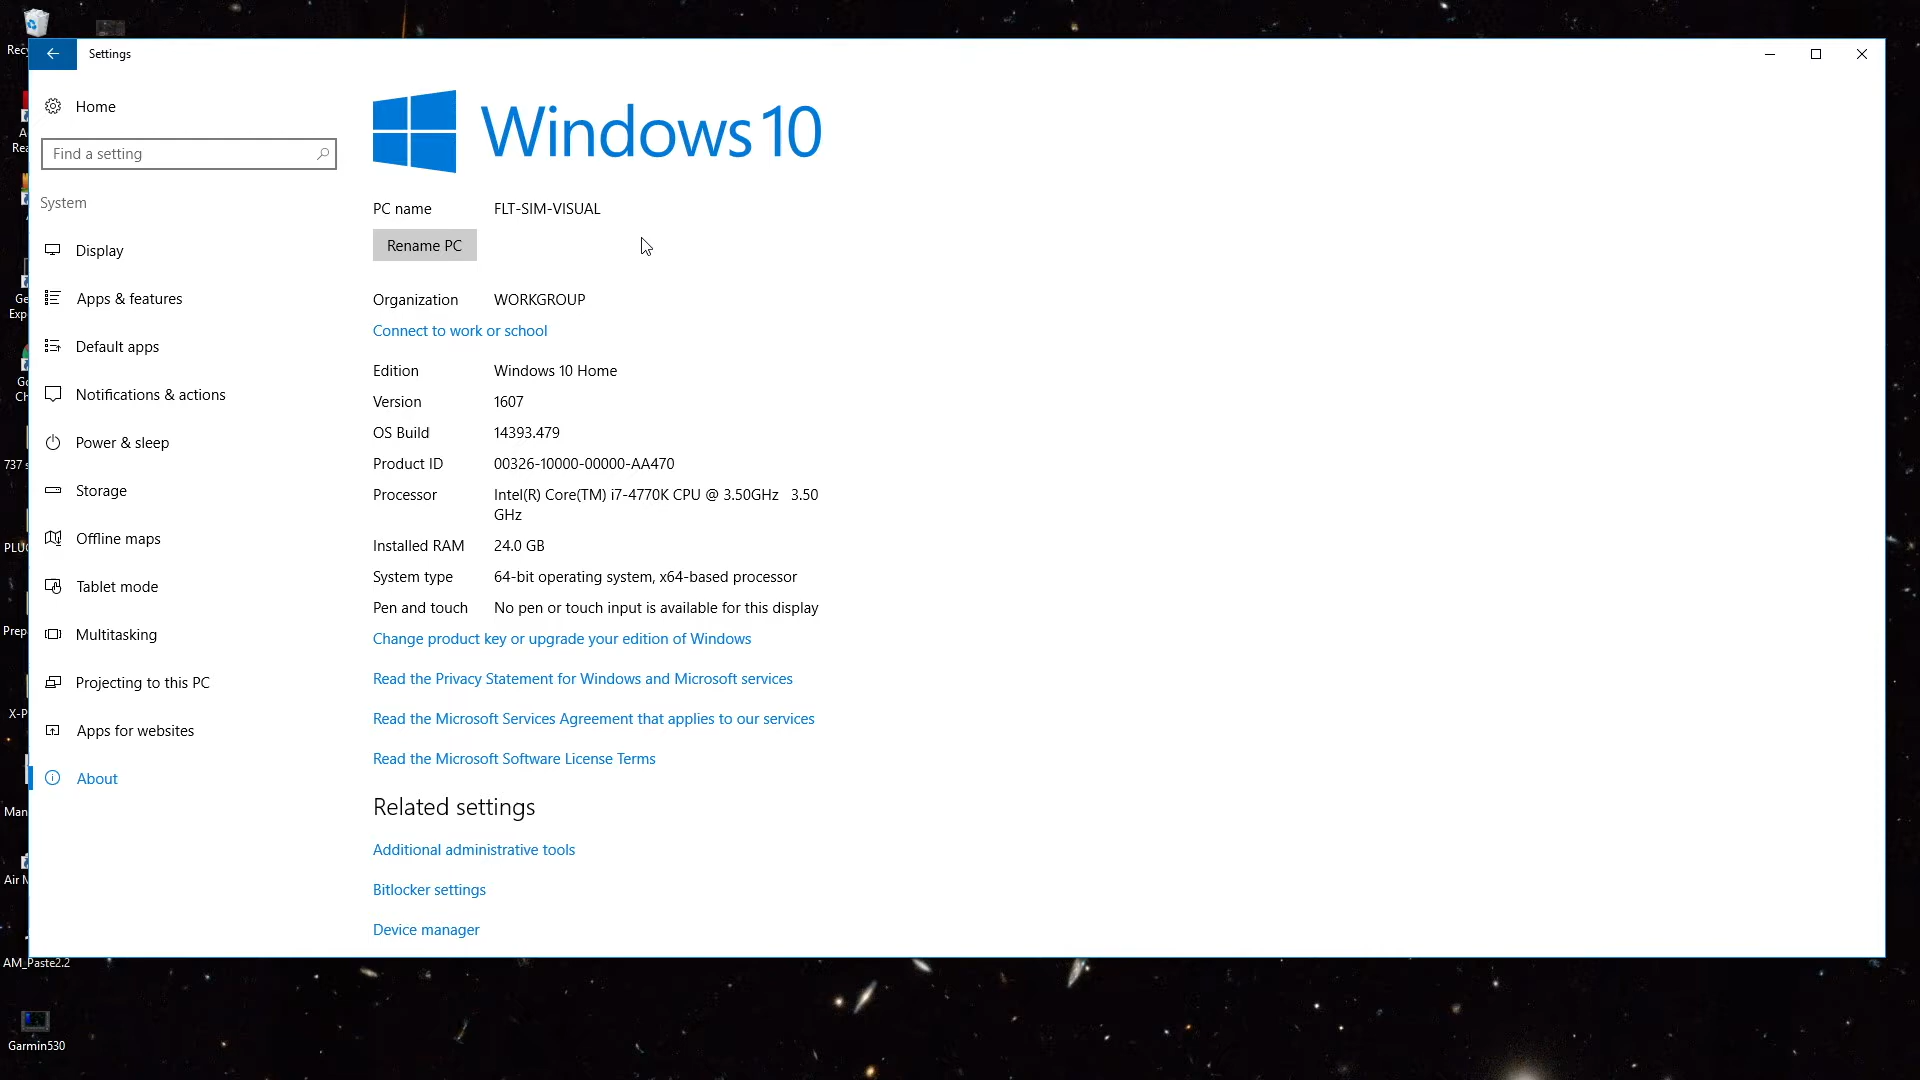 Settings
Home
Find a setting
System
Display
Apps & features
Default apps
Notifications & actions
Power & sleep
Storage
Offline maps
Tablet mode
Multitasking
Projecting to this PC
Apps for websites
About
Windows 10
PC name FLT-SIM-VISUAL
Rename PC
Organization WORKGROUP
Connect to work or school
Edition Windows 10 Home
Version 1607
OS Build 14393.479
Product ID 00326-10000-00000-AA470
Processor Intel(R) Core(TM) i7-4770K CPU @ 3.50GHz 3.50
GHz
Installed RAM 24.0 GB
System type 64-bit operating system, x64-based processor
Pen and touch No pen or touch input is available for this display
Change product key or upgrade your edition of Windows
Read the Privacy Statement for Windows and Microsoft services
Read the Microsoft Services Agreement that applies to our services
Read the Microsoft Software License Terms
Related settings
Additional administrative tools
Bitlocker settings
Device manager
737
AM_Paste2.2
Garmin530